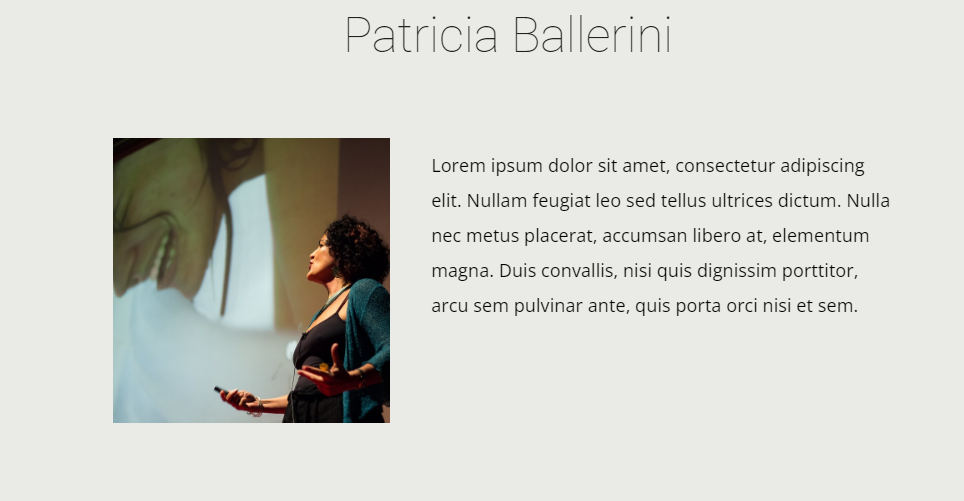 Patricia Ballerini
Lorem ipsum dolor sit amet, consectetur adipiscing
elit. Nullam feugiat leo sed tellus ultrices dictum. Nulla
nec metus placerat, accumsan libero at, elementum
magna. Duis convallis, nisi quis dignissim porttitor,
arcu sem pulvinar ante, quis porta orci nisi et sem.